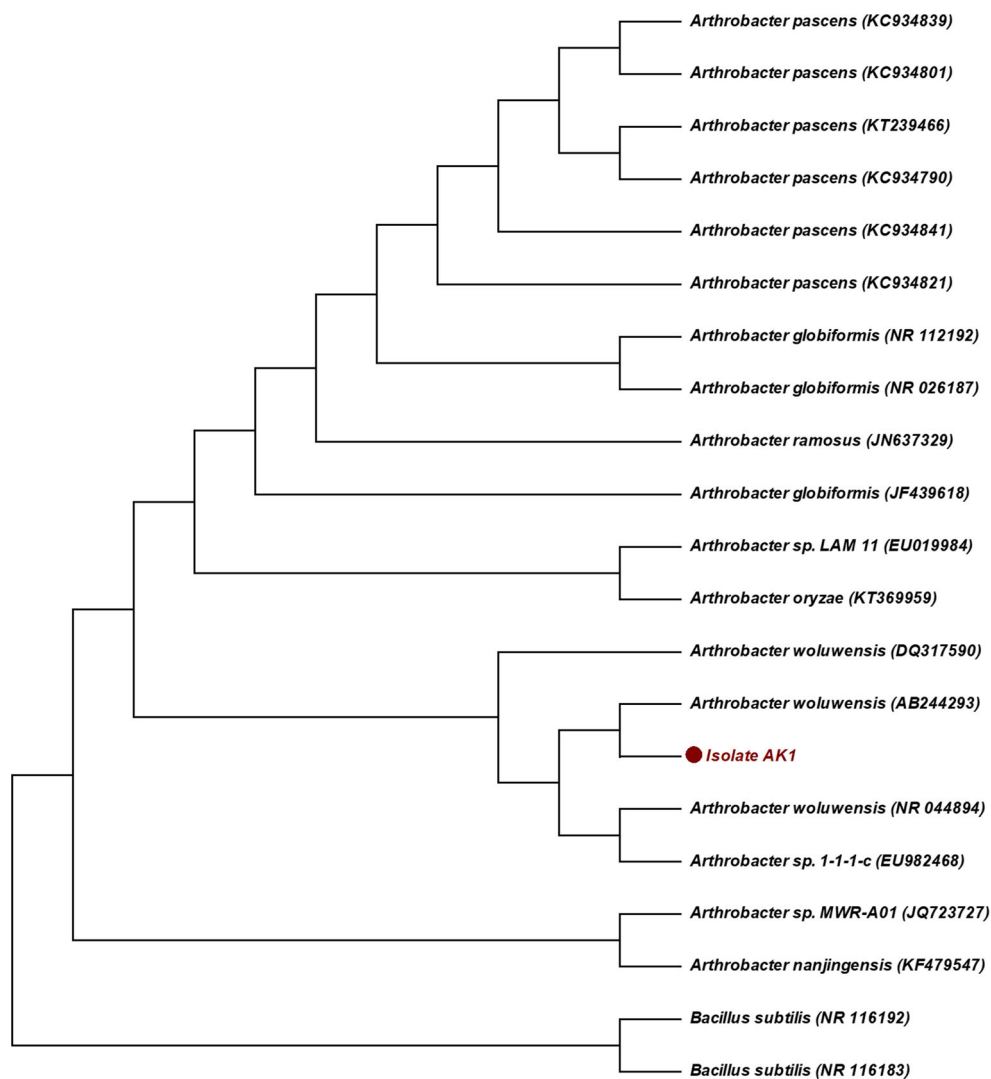 Arthrobacter pascens (KC934839)
Arthrobacter pascens (KC934801)
Arthrobacter pascens (KT239466)
Arthrobacter pascens (KC934790)
Arthrobacter pascens (KC934841)
Arthrobacter pascens (KC934821)
Arthrobacter globiformis (NR 112192)
Arthrobacter globiformis (NR 026187)
Arthrobacter ramosus (JN637329)
Arthrobacter globiformis (JF439618)
Arthrobacter sp. LAM 11 (EU019984)
Arthrobacter oryzae (KT369959)
Arthrobacter woluwensis (DQ317590)
Arthrobacter woluwensis (AB244293)
Isolate AK1
Arthrobacter woluwensis (NR 044894)
Arthrobacter sp. 1-1-1-c (EU982468)
Arthrobacter sp. MWR-A01 (JQ723727)
Arthrobacter nanjingensis (KF479547)
Bacillus subtilis (NR 116192)
Bacillus subtilis (NR 116183)